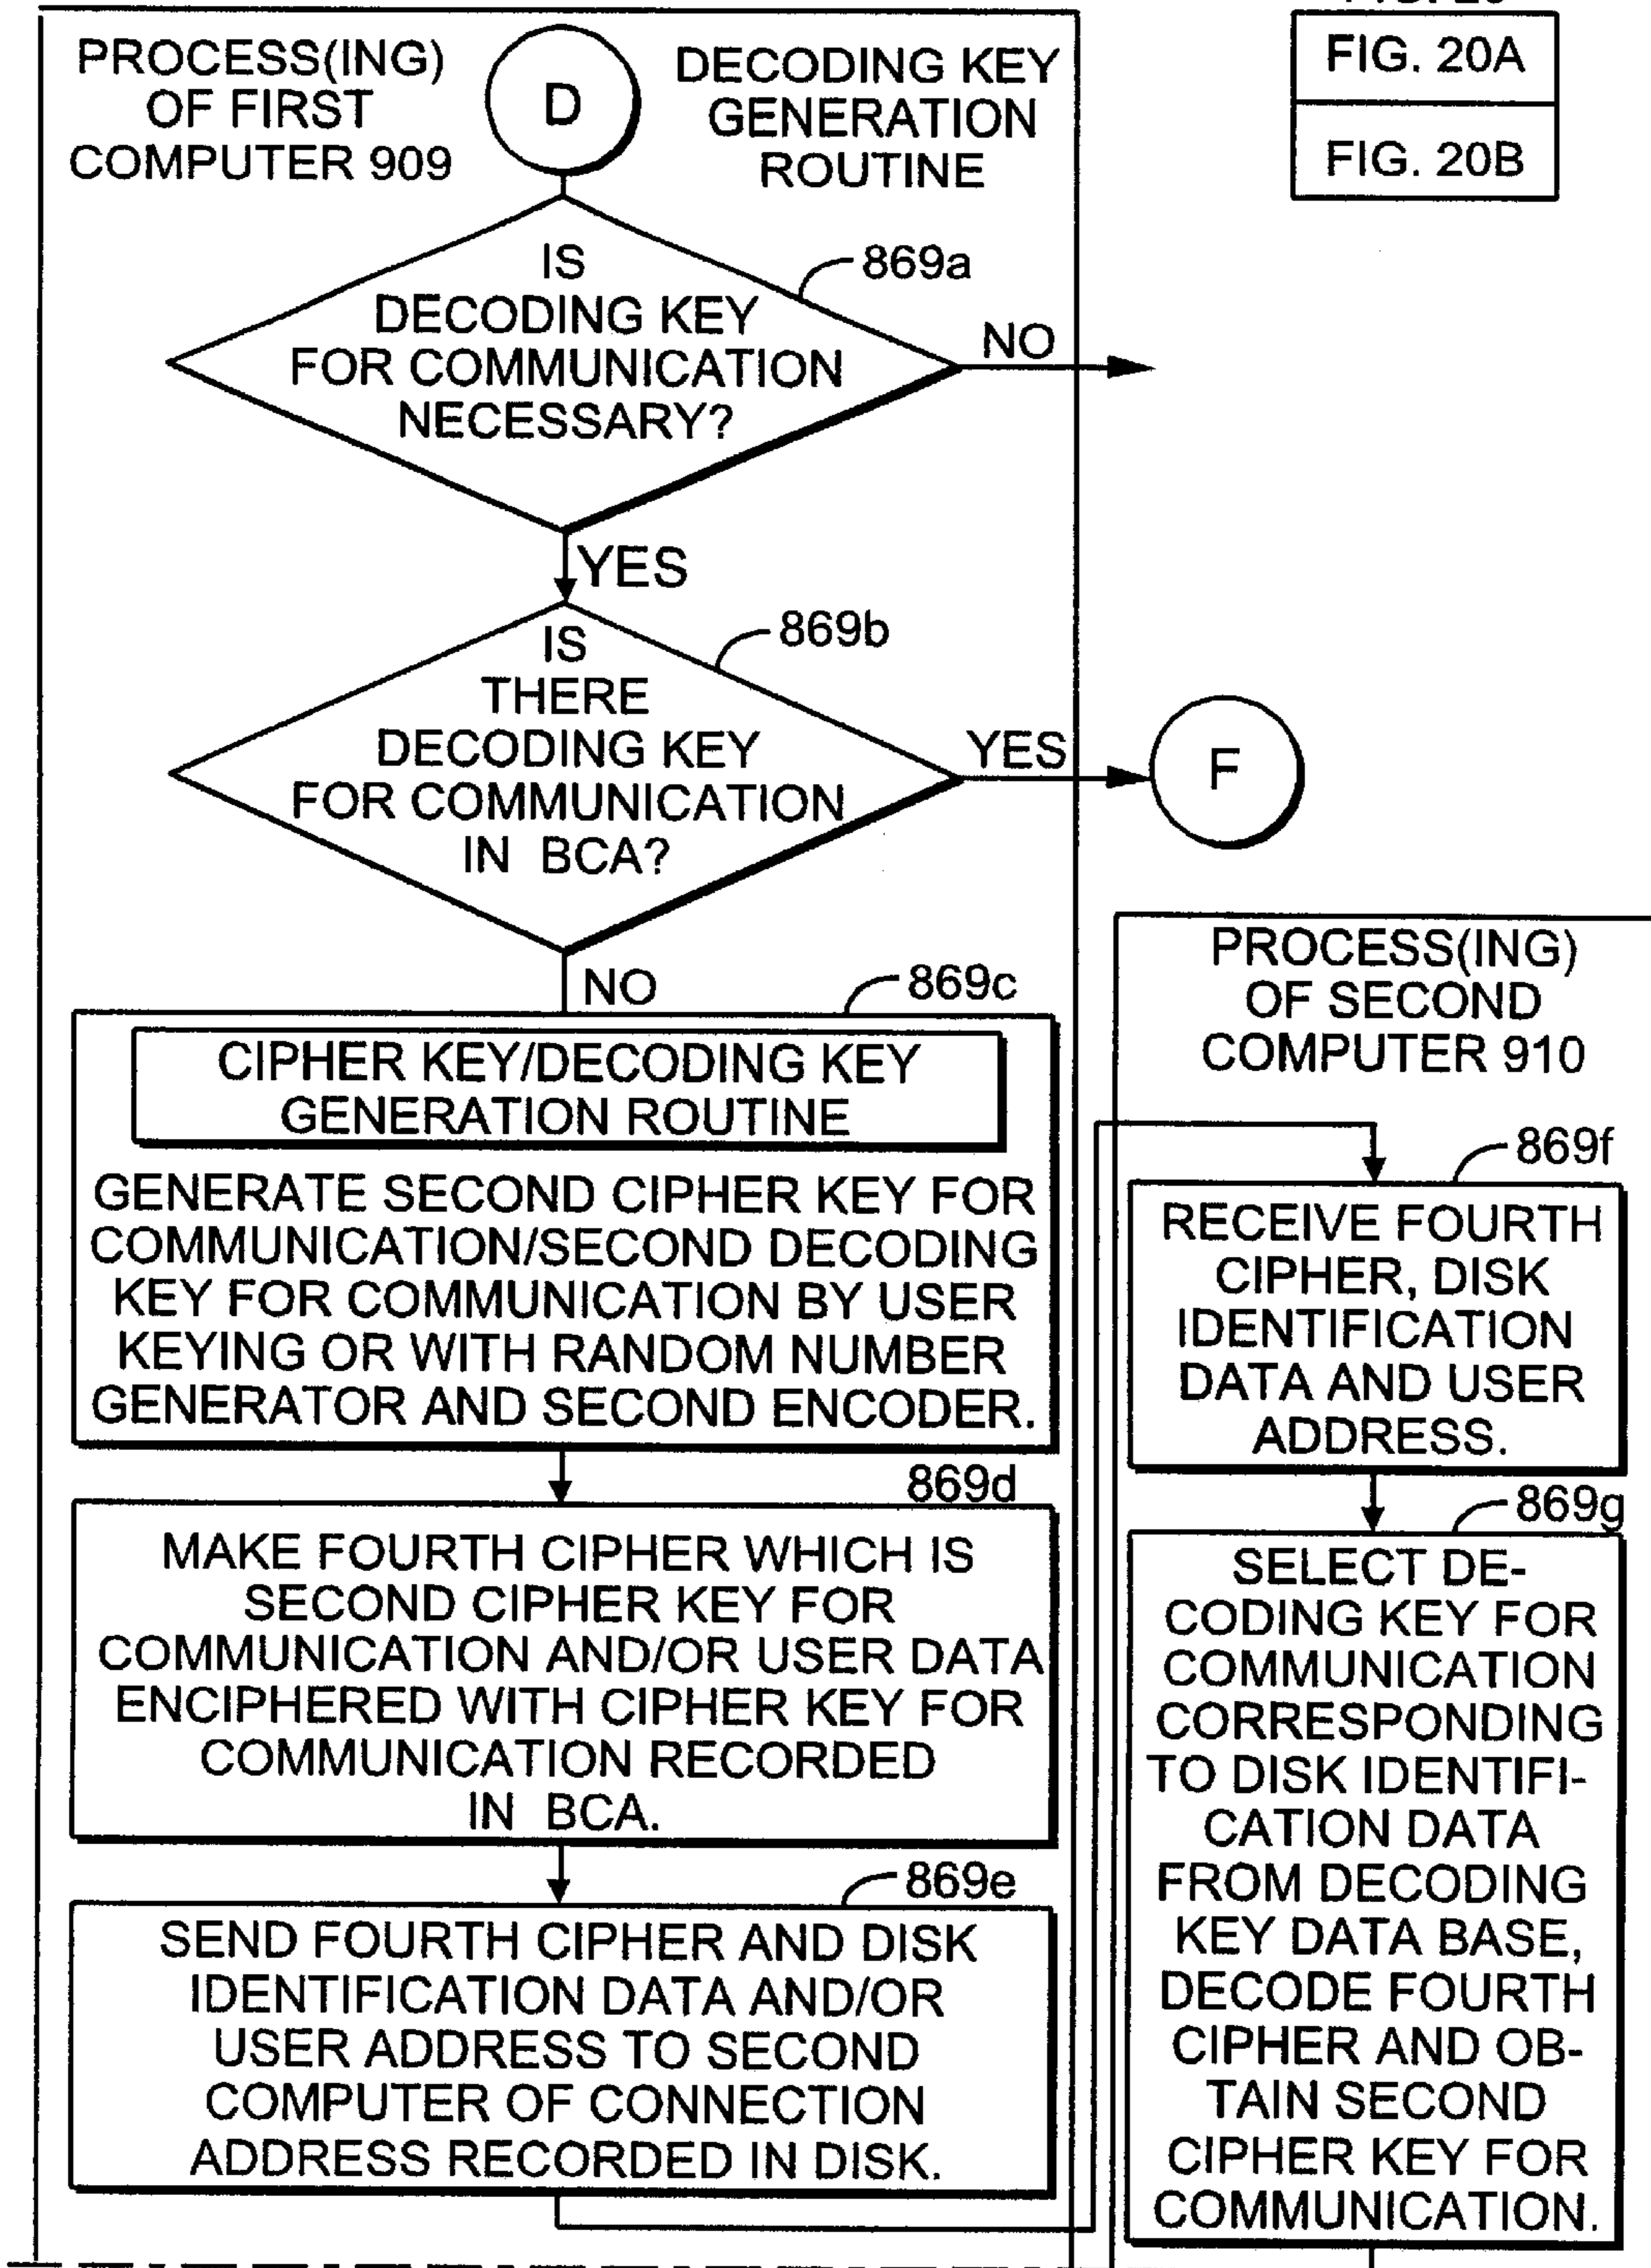 PROCESS(ING)
OF FIRST
COMPUTER 909
D
DECODING KEY
GENERATION
ROUTINE
FIG. 20A
FIG. 20B
IS
DECODING KEY
FOR COMMUNICATION
NECESSARY?
869a
NO
YES
IS
THERE
DECODING KEY
FOR COMMUNICATION
IN BCA?
869b
YES
F
NO
869c
CIPHER KEY/DECODING KEY
GENERATION ROUTINE
GENERATE SECOND CIPHER KEY FOR
COMMUNICATION/SECOND DECODING
KEY FOR COMMUNICATION BY USER
KEYING OR WITH RANDOM NUMBER
GENERATOR AND SECOND ENCODER.
869d
MAKE FOURTH CIPHER WHICH IS
SECOND CIPHER KEY FOR
COMMUNICATION AND/OR USER DATA
ENCIPHERED WITH CIPHER KEY FOR
COMMUNICATION RECORDED
IN BCA.
869e
SEND FOURTH CIPHER AND DISK
IDENTIFICATION DATA AND/OR
USER ADDRESS TO SECOND
COMPUTER OF CONNECTION
ADDRESS RECORDED IN DISK.
PROCESS(ING)
OF SECOND
COMPUTER 910
869f
RECEIVE FOURTH
CIPHER, DISK
IDENTIFICATION
DATA AND USER
ADDRESS.
869g
SELECT DE-
CODING KEY FOR
COMMUNICATION
CORRESPONDING
TO DISK IDENTIFI-
CATION DATA
FROM DECODING
KEY DATA BASE,
DECODE FOURTH
CIPHER AND OB-
TAIN SECOND
CIPHER KEY FOR
COMMUNICATION.